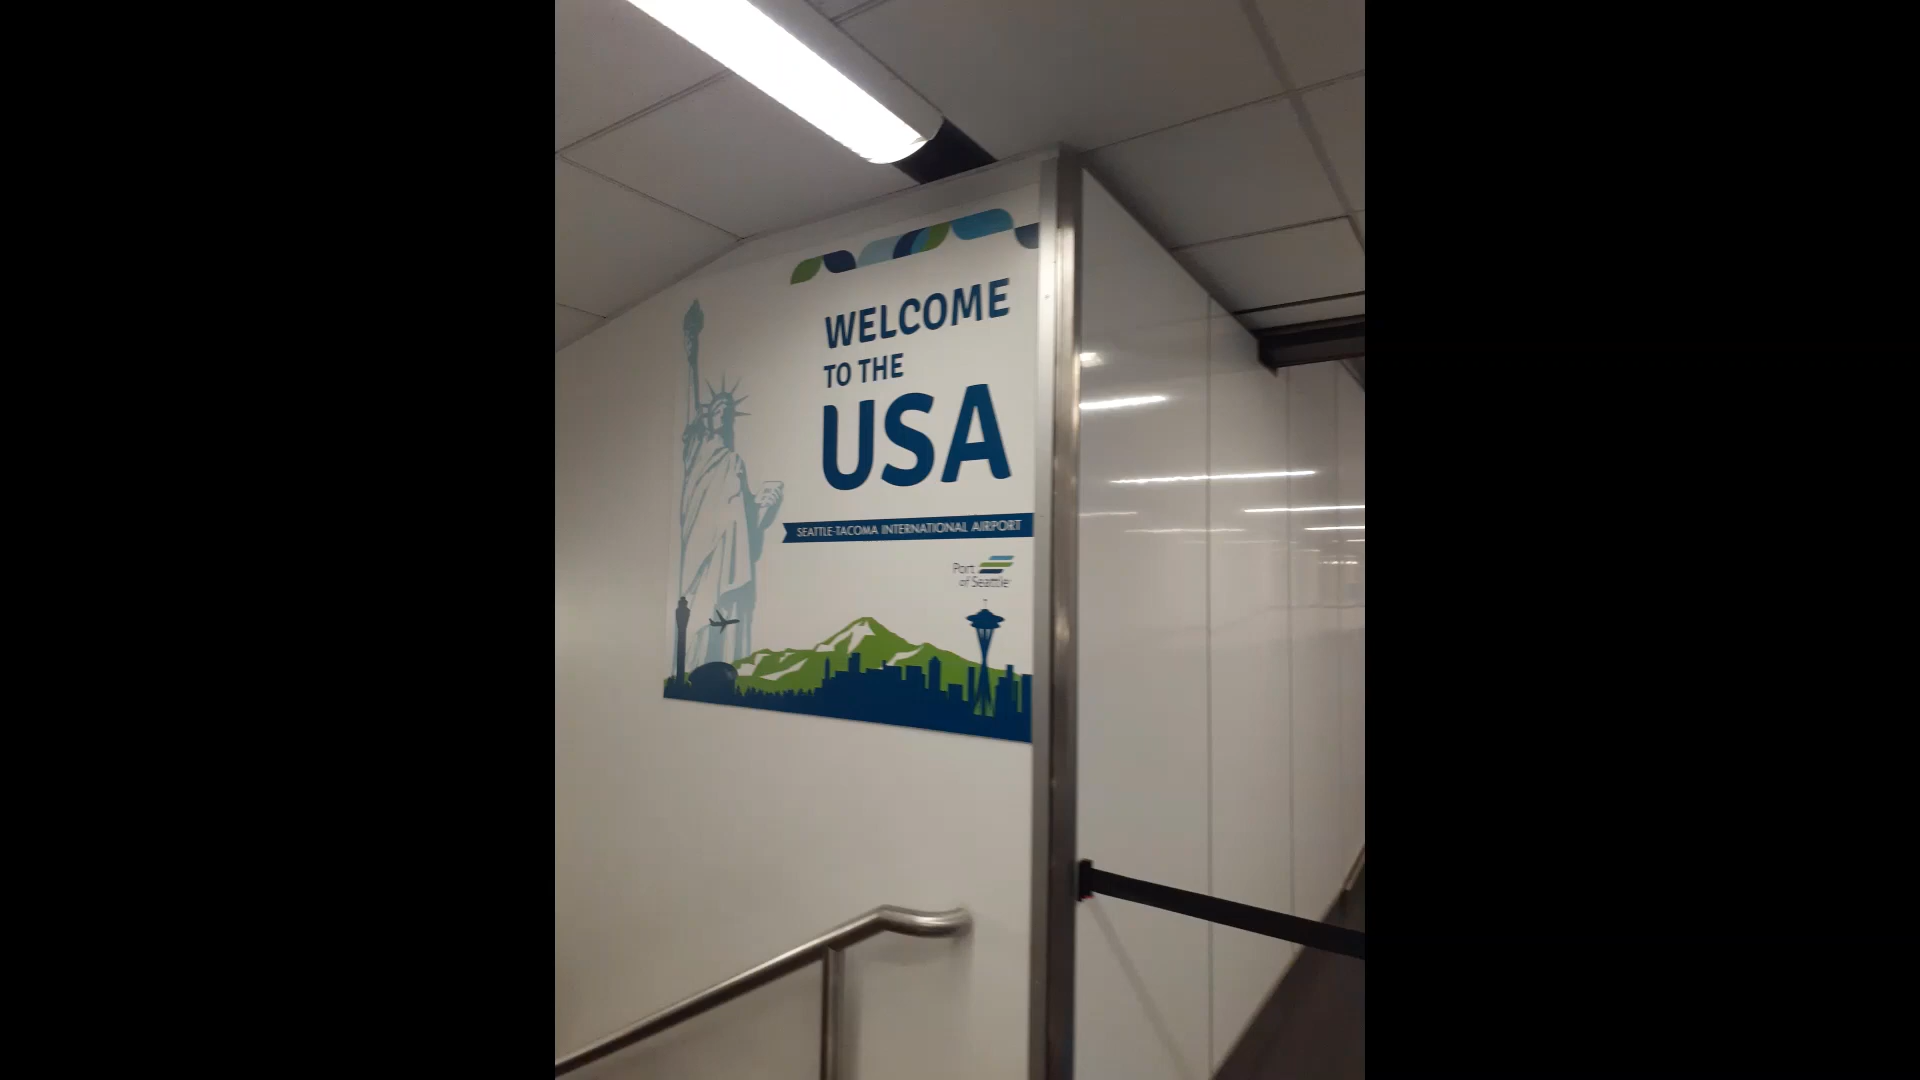 WELCOME
TO THE
USA
SEATTLE-TACOMA INTERNATIONAL AIRPORT
Port
of Seattle